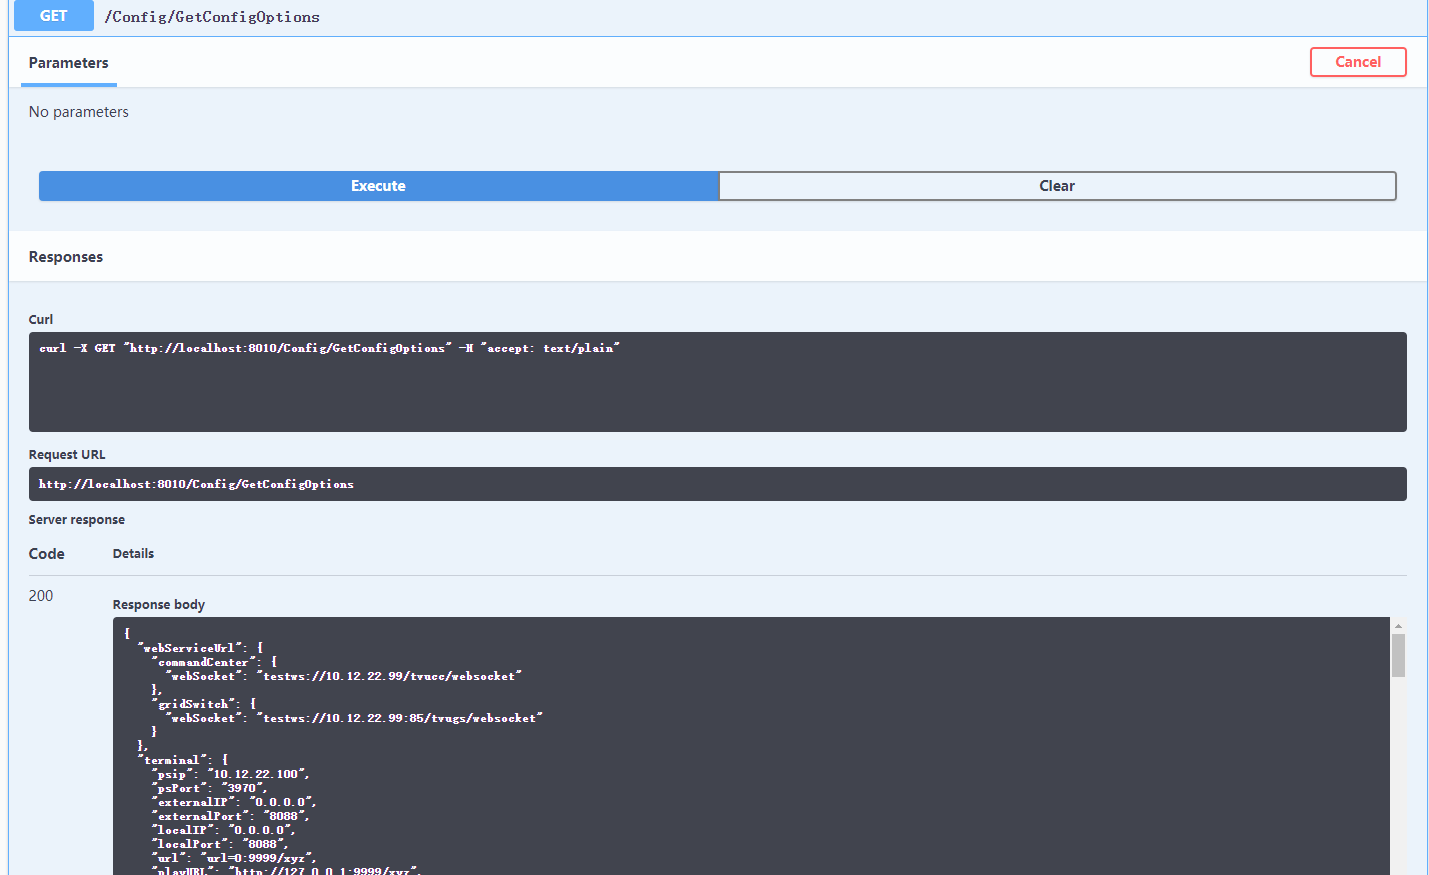 GET /Config/GetConfigOptions
Parameters
Cancel
No parameters
Execute
Clear
Responses
Curl
curl -X GET "http://localhost:8010/Config/GetConfigOptions" -H "accept: text/plain"
Request URL
http://localhost:8010/Config/GetConfigOptions
Server response
Code Details
200
Response body
{
"webServiceUrl": {
"commandCenter": {
"webSocket": "testws://10.12.22.99/tvucc/websocket"
},
"gridSwitch": {
"webSocket": "testws://10.12.22.99:85/tvugs/websocket"
}
},
"terminal": {
"psip": "10.12.22.100",
"psPort": "3970",
"externalIP": "0.0.0.0",
"externalPort": "8088",
"localIP": "0.0.0.0",
"localPort": "8088",
"url": "url=0:9999/xyz",
"playURL": "http://127.0.0.1:9999/xyz",